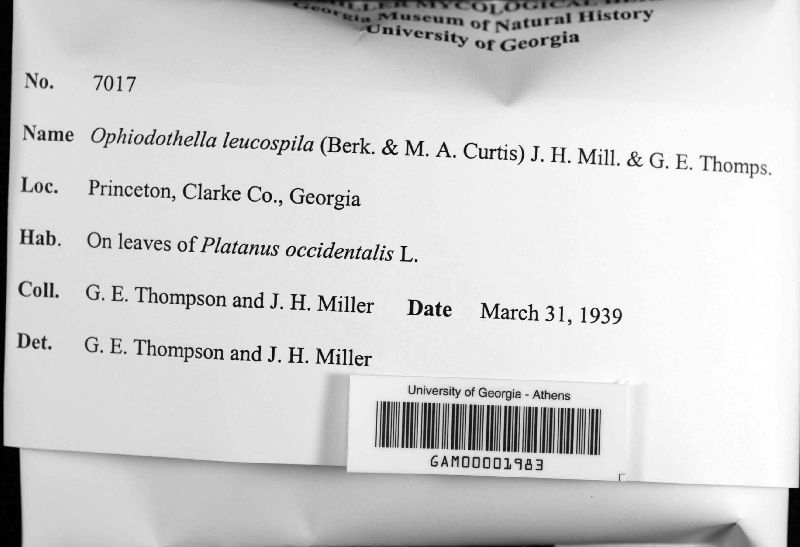 MYCOLOGICAL
Georgia Museum of Natural History
University of Georgia
No. 7017
Name Ophiodothella leucospila (Berk. & M. A. Curtis) J. H. Mill. & G. E. Thomps.
Loc. Princeton, Clarke Co., Georgia
Hab. On leaves of Platanus occidentalis L.
Coll. G. E. Thompson and J. H. Miller Date March 31, 1939
Det. G. E. Thompson and J. H. Miller
University of Georgia - Athens
GAM00001983